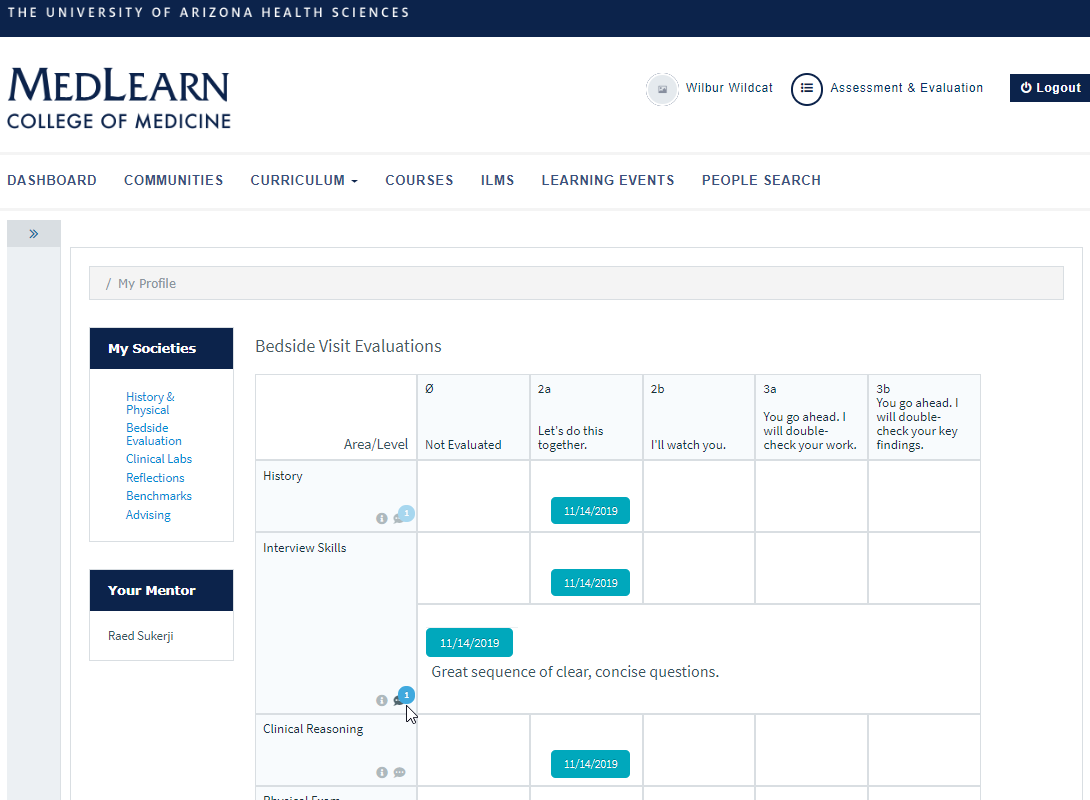 THE UNIVERSITY OF ARIZONA HEALTH SCIENCES
MEDLEARN
COLLEGE OF MEDICINE
Wilbur Wildcat
Assessment & Evaluation
Logout
DASHBOARD COMMUNITIES CURRICULUM COURSES ILMS LEARNING EVENTS PEOPLE SEARCH
»
/ My Profile
My Societies
History &
Physical
Bedside
Evaluation
Clinical Labs
Reflections
Benchmarks
Advising
Your Mentor
Raed Sukerji
Bedside Visit Evaluations
Area/Level
Ø
Not Evaluated
2a
Let's do this
together.
2b
I'll watch you.
3a
You go ahead. I
will double-
check your work.
3b
You go ahead. I
will double-
check your key
findings.
History
1
11/14/2019
Interview Skills
11/14/2019
11/14/2019
Great sequence of clear, concise questions.
1
Clinical Reasoning
11/14/2019
Physical Exam